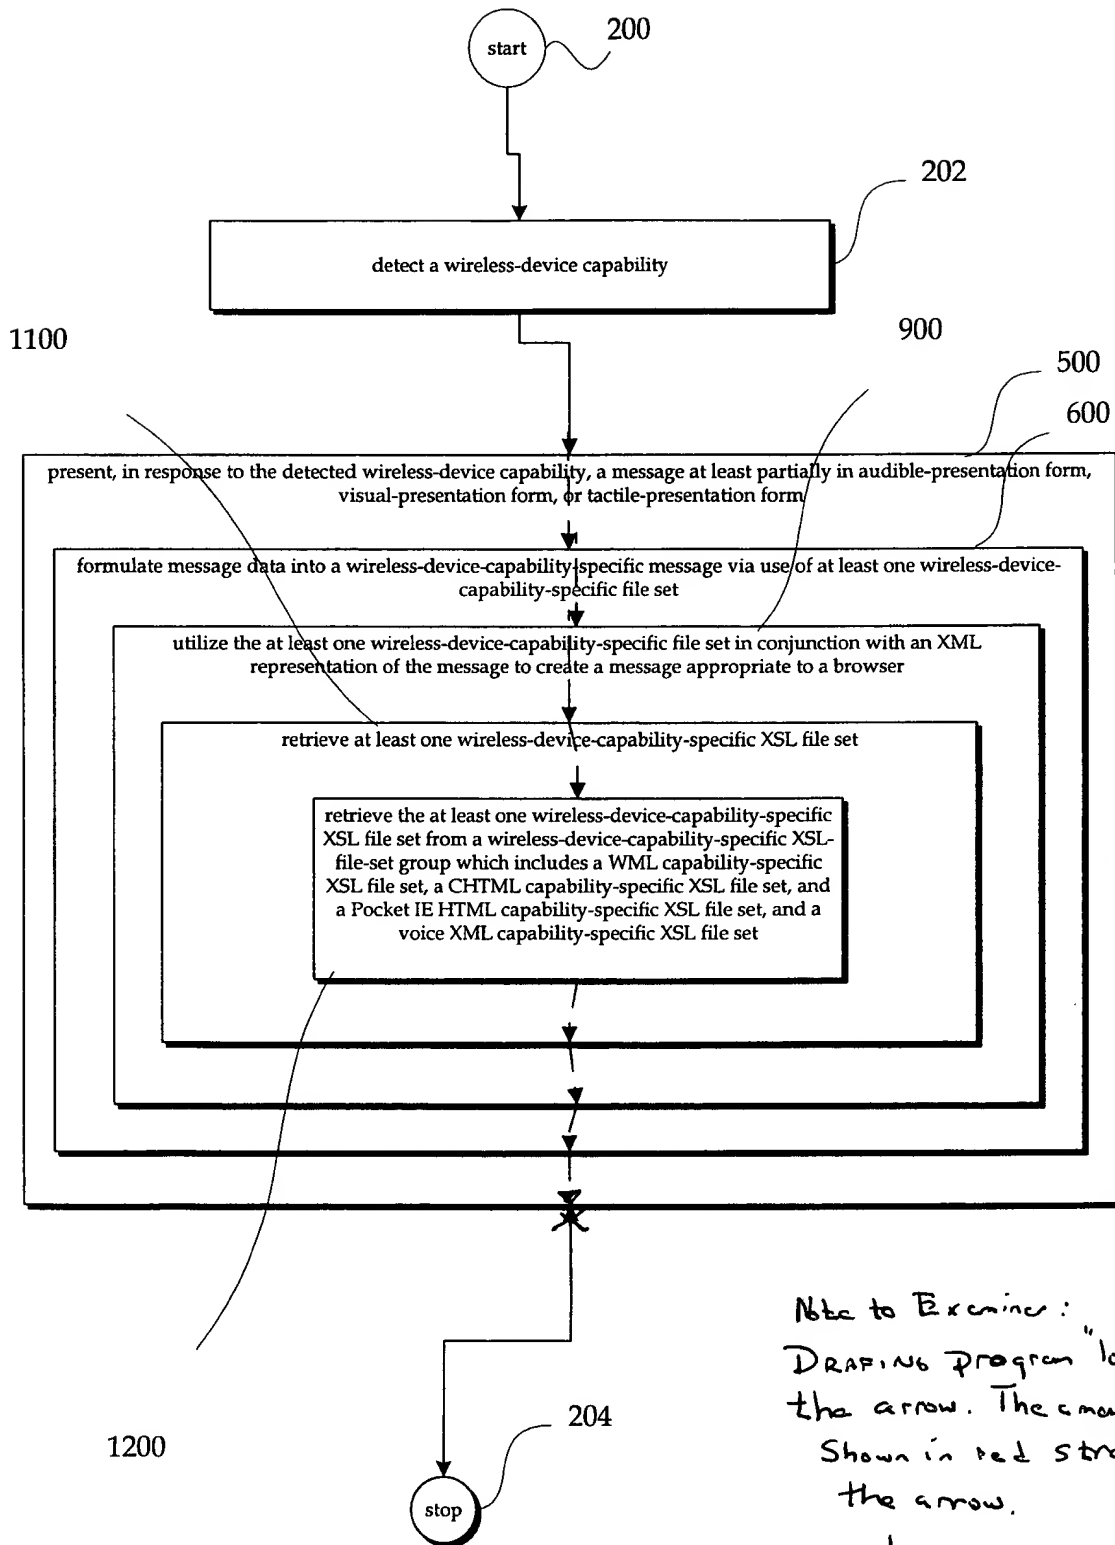 start
200
202
detect a wireless-device capability
1100
900
500
600
present, in response to the detected wireless-device capability, a message at least partially in audible-presentation form,
visual-presentation form, or tactile-presentation form
formulate message data into a wireless-device-capability-specific message via use of at least one wireless-device-
capability-specific file set
utilize the at least one wireless-device-capability-specific file set in conjunction with an XML
representation of the message to create a message appropriate to a browser
retrieve at least one wireless-device-capability-specific XSL file set
retrieve the at least one wireless-device-capability-specific
XSL file set from a wireless-device-capability-specific XSL-
file-set group which includes a WML capability-specific
XSL file set, a CHTML capability-specific XSL file set, and
a Pocket IE HTML capability-specific XSL file set, and a
voice XML capability-specific XSL file set
Note to Examiner:
DRAFING program "
the arrow. The
Shown in red
the arrow.
204
1200
stop